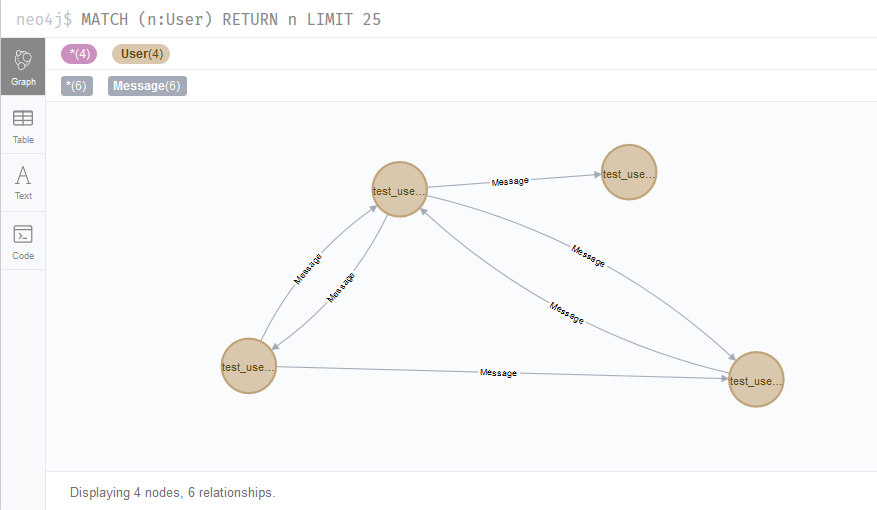 neo4j$ MATCH (n:User) RETURN n LIMIT 25
*(4) User(4)
*(6) Message(6)
Graph
Table
Text
Code
test_use...
Message
test_use...
Message
Message
Message
Message
test_use...
Message
test_use...
Displaying 4 nodes, 6 relationships.